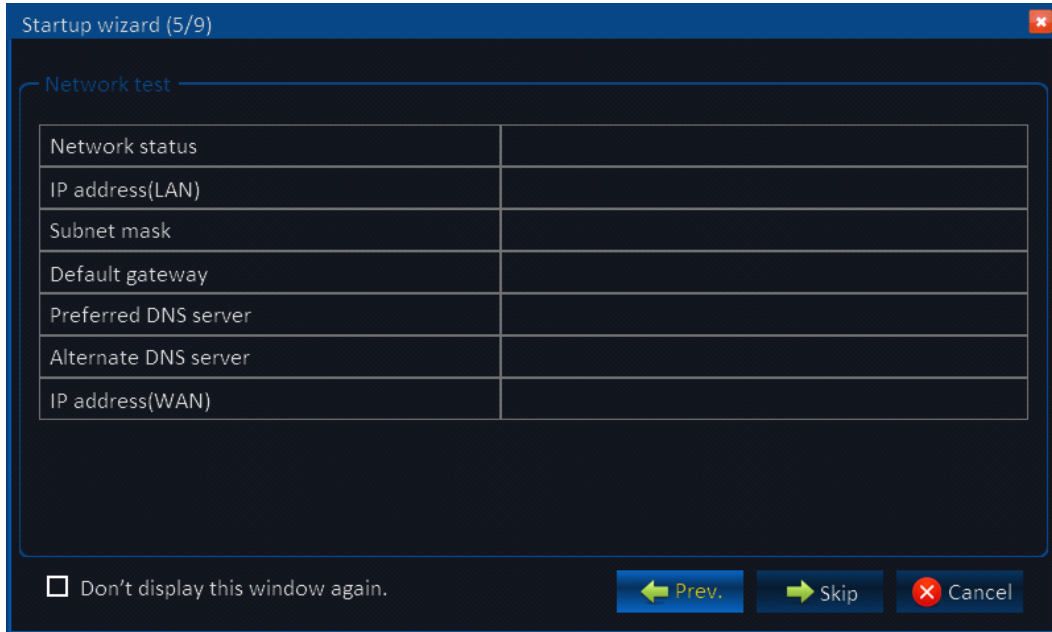 Startup wizard (5/9)
Network test
Network status
IP address(LAN)
Subnet mask
Default gateway
Preferred DNS server
Alternate DNS server
IP address(WAN)
Don't display this window again.
Prev. Skip Cancel